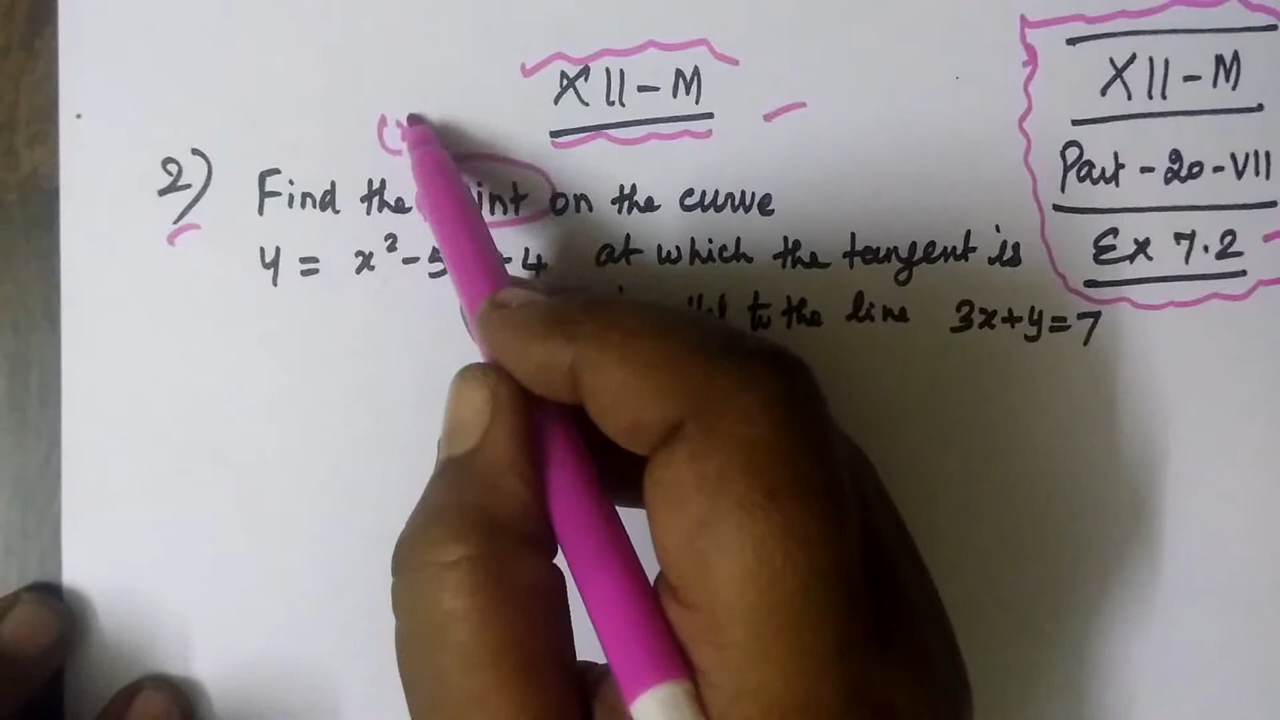 XII-M
XII-M
Part-20-VII
Ex 7.2
2) Find the on the curve
y = x²-5 -4 at which the tangent is
to the line 3x+y=7